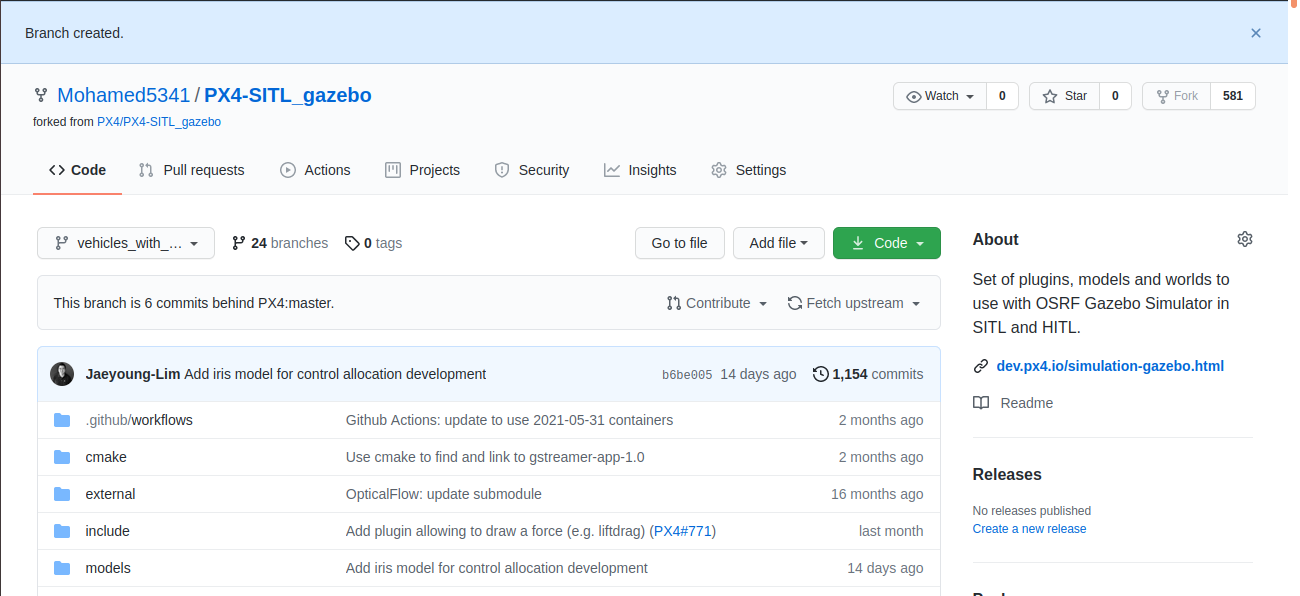 Branch created.
Mohamed5341 / PX4-SITL_gazebo
Watch 0 Star 0 Fork 581
forked from PX4/PX4-SITL_gazebo
Code Pull requests Actions Projects Security Insights Settings
vehicles_with_... 24 branches 0 tags Go to file Add file Code
This branch is 6 commits behind PX4:master. Contribute Fetch upstream
Jaeyoung-Lim Add iris model for control allocation development b6be005 14 days ago 1,154 commits
.github/workflows Github Actions: update to use 2021-05-31 containers 2 months ago
cmake Use cmake to find and link to gstreamer-app-1.0 2 months ago
external OpticalFlow: update submodule 16 months ago
include Add plugin allowing to draw a force (e.g. liftdrag) (PX4#771) last month
models Add iris model for control allocation development 14 days ago
About
Set of plugins, models and worlds to
use with OSRF Gazebo Simulator in
SITL and HITL.
dev.px4.io/simulation-gazebo.html
Readme
Releases
No releases published
Create a new release